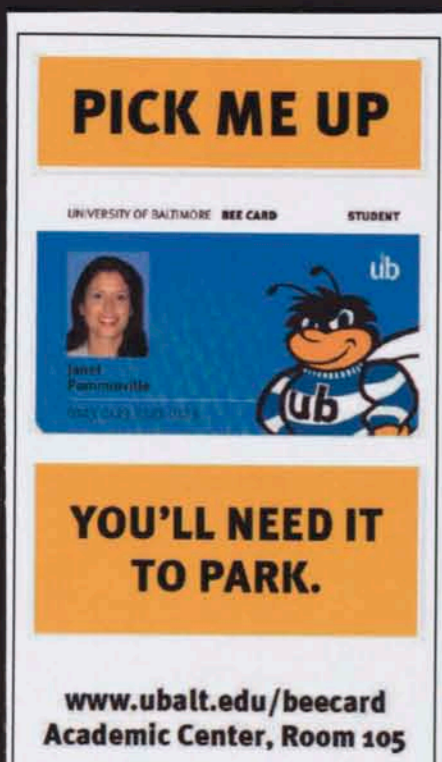 PICK ME UP
UNIVERSITY OF BALTIMORE BEE CARD STUDENT
ub
Janet
ub
YOU'LL NEED IT
TO PARK.
www.ubalt.edu/beecard
Academic Center, Room 105